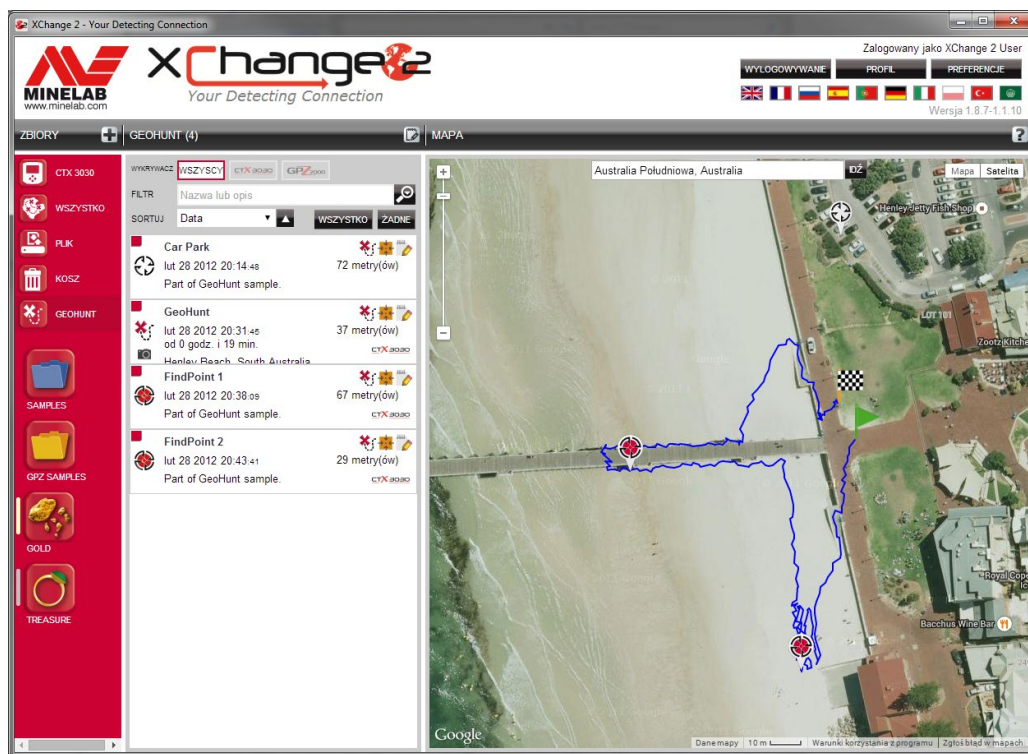 XChange 2 - Your Detecting Connection
MINELAB
www.minelab.com
XChange 2
Your Detecting Connection
Zalogowany jako XChange 2 User
WYLOGOWYWANIE PROFIL PREFERENCJE
Wersja 1.8.7-1.1.10
ZBIORY GEOHUNT (4) MAPA ?
CTX 3030
WSZYSTKO
PLIK
KOSZ
GEOHUNT
SAMPLES
GPZ SAMPLES
GOLD
TREASURE
WYKRYWACZ WSZYSCY CTX 3030 GPZ 7000
FILTR Nazwa lub opis
SORTUJ Data WSZYSTKO ŻADNE
Car Park
lut 28 2012 20:14:48 72 metry(ów)
Part of GeoHunt sample.
GeoHunt
lut 28 2012 20:31:45 37 metry(ów)
od 0 godz. i 19 min. CTX 3030
Henley Beach, South Australia
FindPoint 1
lut 28 2012 20:38:09 67 metry(ów)
Part of GeoHunt sample. CTX 3030
FindPoint 2
lut 28 2012 20:43:41 29 metry(ów)
Part of GeoHunt sample. CTX 3030
Australia Południowa, Australia IDŹ
Mapa Satelita
Henley Jetty Fish Shop
LOT 101
Zootz Kitche
Royal Cope
Bacchus Wine Bar
Google
Dane mapy 10 m Warunki korzystania z programu Zgłoś błąd w mapach